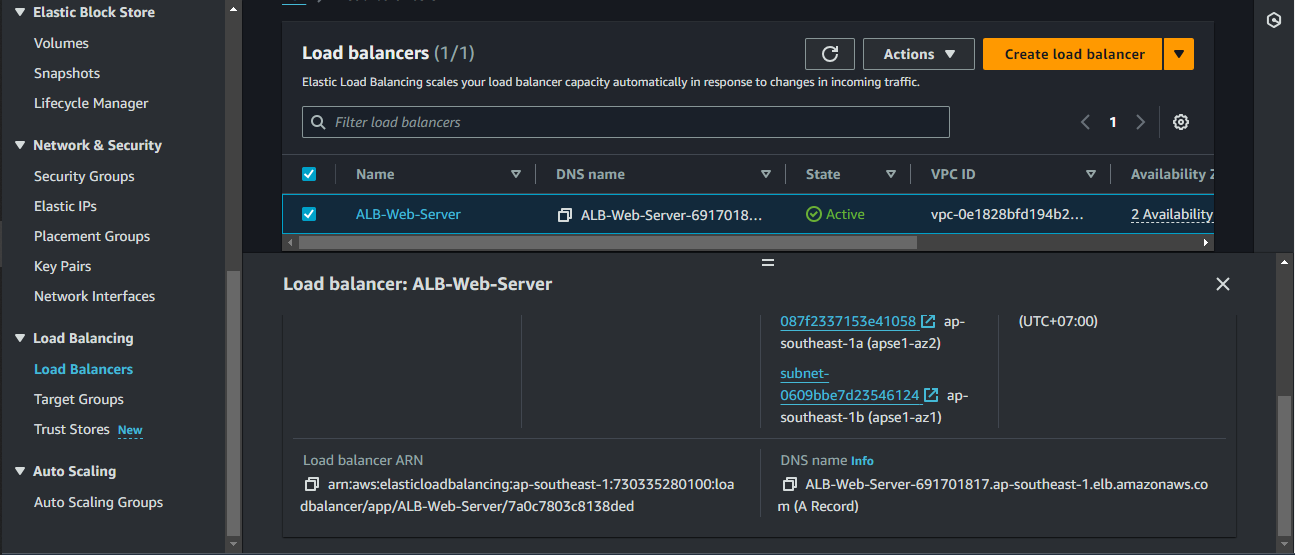 Elastic Block Store
Volumes
Snapshots
Lifecycle Manager
Network & Security
Security Groups
Elastic IPs
Placement Groups
Key Pairs
Network Interfaces
Load Balancing
Load Balancers
Target Groups
Trust Stores New
Auto Scaling
Auto Scaling Groups
Load balancers (1/1)
Actions
Create load balancer
Elastic Load Balancing scales your load balancer capacity automatically in response to changes in incoming traffic.
Filter load balancers
1
Name DNS name State VPC ID Availability Z
ALB-Web-Server ALB-Web-Server-6917018... Active vpc-0e1828bfd194b2... 2 Availability
Load balancer: ALB-Web-Server
087f2337153e41058 ap-
southeast-1a (apse1-az2)
subnet-
0609bbe7d23546124 ap-
southeast-1b (apse1-az1)
(UTC+07:00)
Load balancer ARN
arn:aws:elasticloadbalancing:ap-southeast-1:730335280100:loa
dbalancer/app/ALB-Web-Server/7a0c7803c8138ded
DNS name Info
ALB-Web-Server-691701817.ap-southeast-1.elb.amazonaws.co
m (A Record)